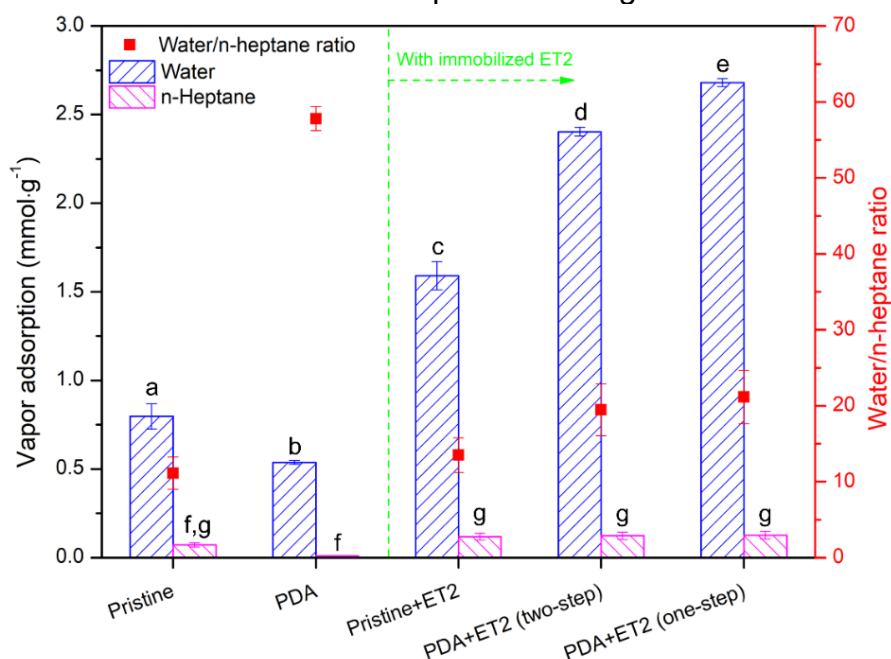 Water/n-heptane ratio
Water
n-Heptane
With immobilized ET2
Vapor adsorption (mmol·g-1)
3.0
2.5
2.0
1.5
1.0
0.5
0.0
Water/n-heptane ratio
70
60
50
40
30
20
10
0
a
b
c
d
e
f,g
f
g
g
g
Pristine
PDA
Pristine+ET2
PDA+ET2 (two-step)
PDA+ET2 (one-step)